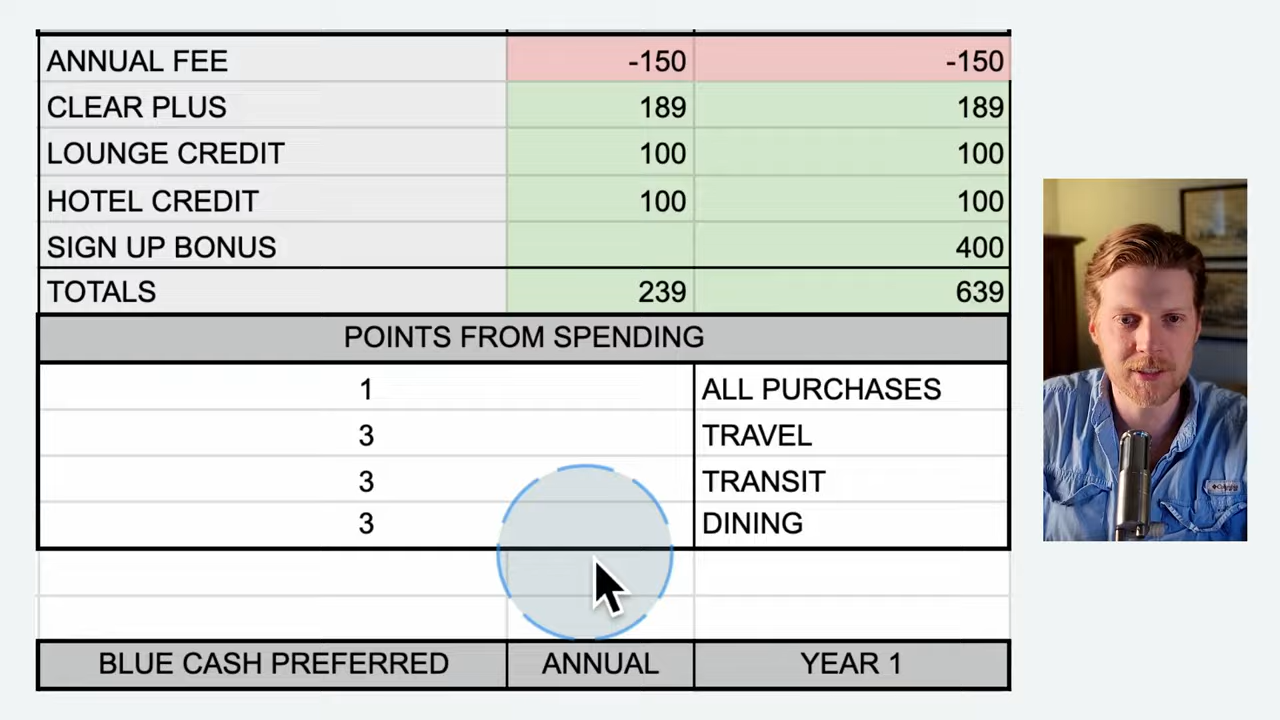 ANNUAL FEE -150 -150
CLEAR PLUS 189 189
LOUNGE CREDIT 100 100
HOTEL CREDIT 100 100
SIGN UP BONUS 400
TOTALS 239 639
POINTS FROM SPENDING
1 ALL PURCHASES
3 TRAVEL
3 TRANSIT
3 DINING
BLUE CASH PREFERRED ANNUAL YEAR 1